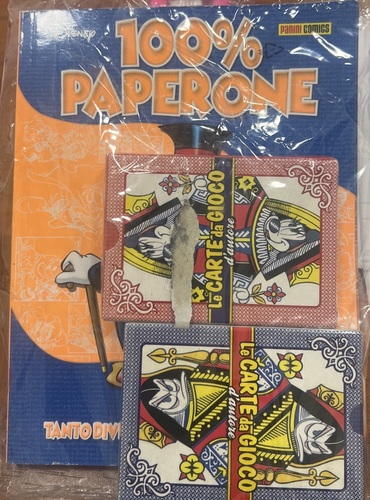 DISNEY
PANINI COMICS
100%
PAPERONE
Le CARTE da GIOCO
d'autore
Le CARTE da GIOCO
d'autore
TANTO DIV